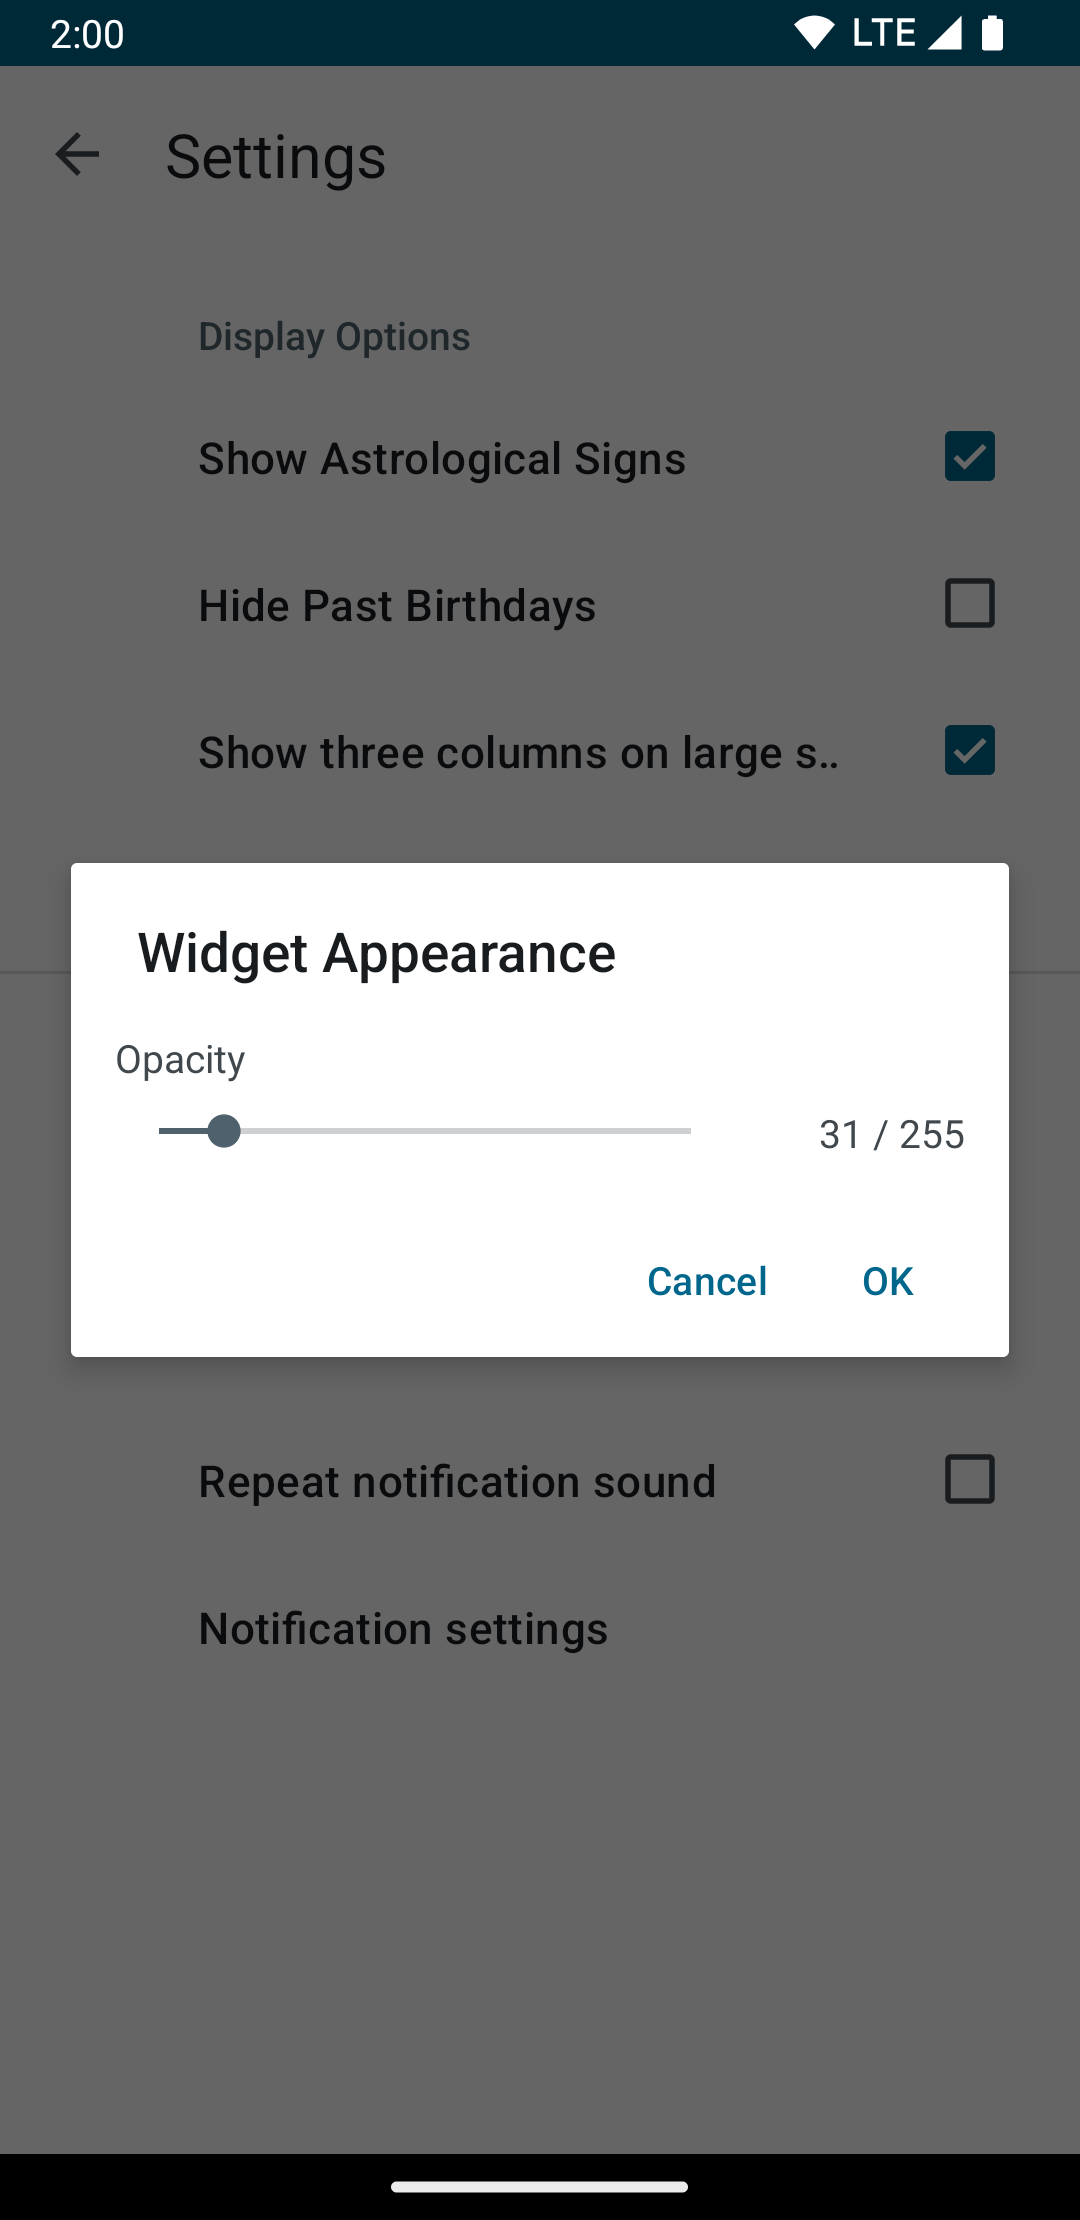 2:00 LTE
Settings
Display Options
Show Astrological Signs
Hide Past Birthdays
Show three columns on large s..
Widget Appearance
Opacity
31 / 255
Cancel OK
Repeat notification sound
Notification settings